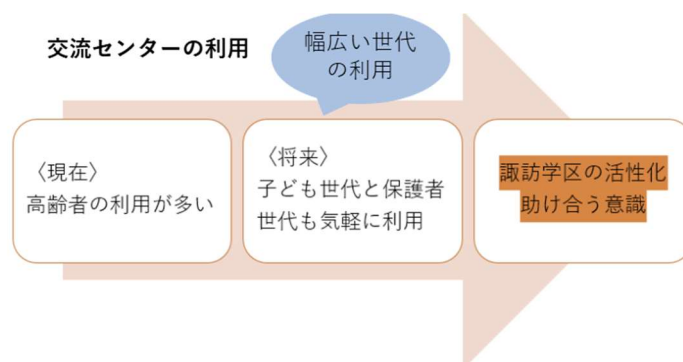 交流センターの利用
幅広い世代
の利用
〈現在〉
高齢者の利用が多い
〈将来〉
子ども世代と保護者
世代も気軽に利用
諏訪学区の活性化
助け合う意識